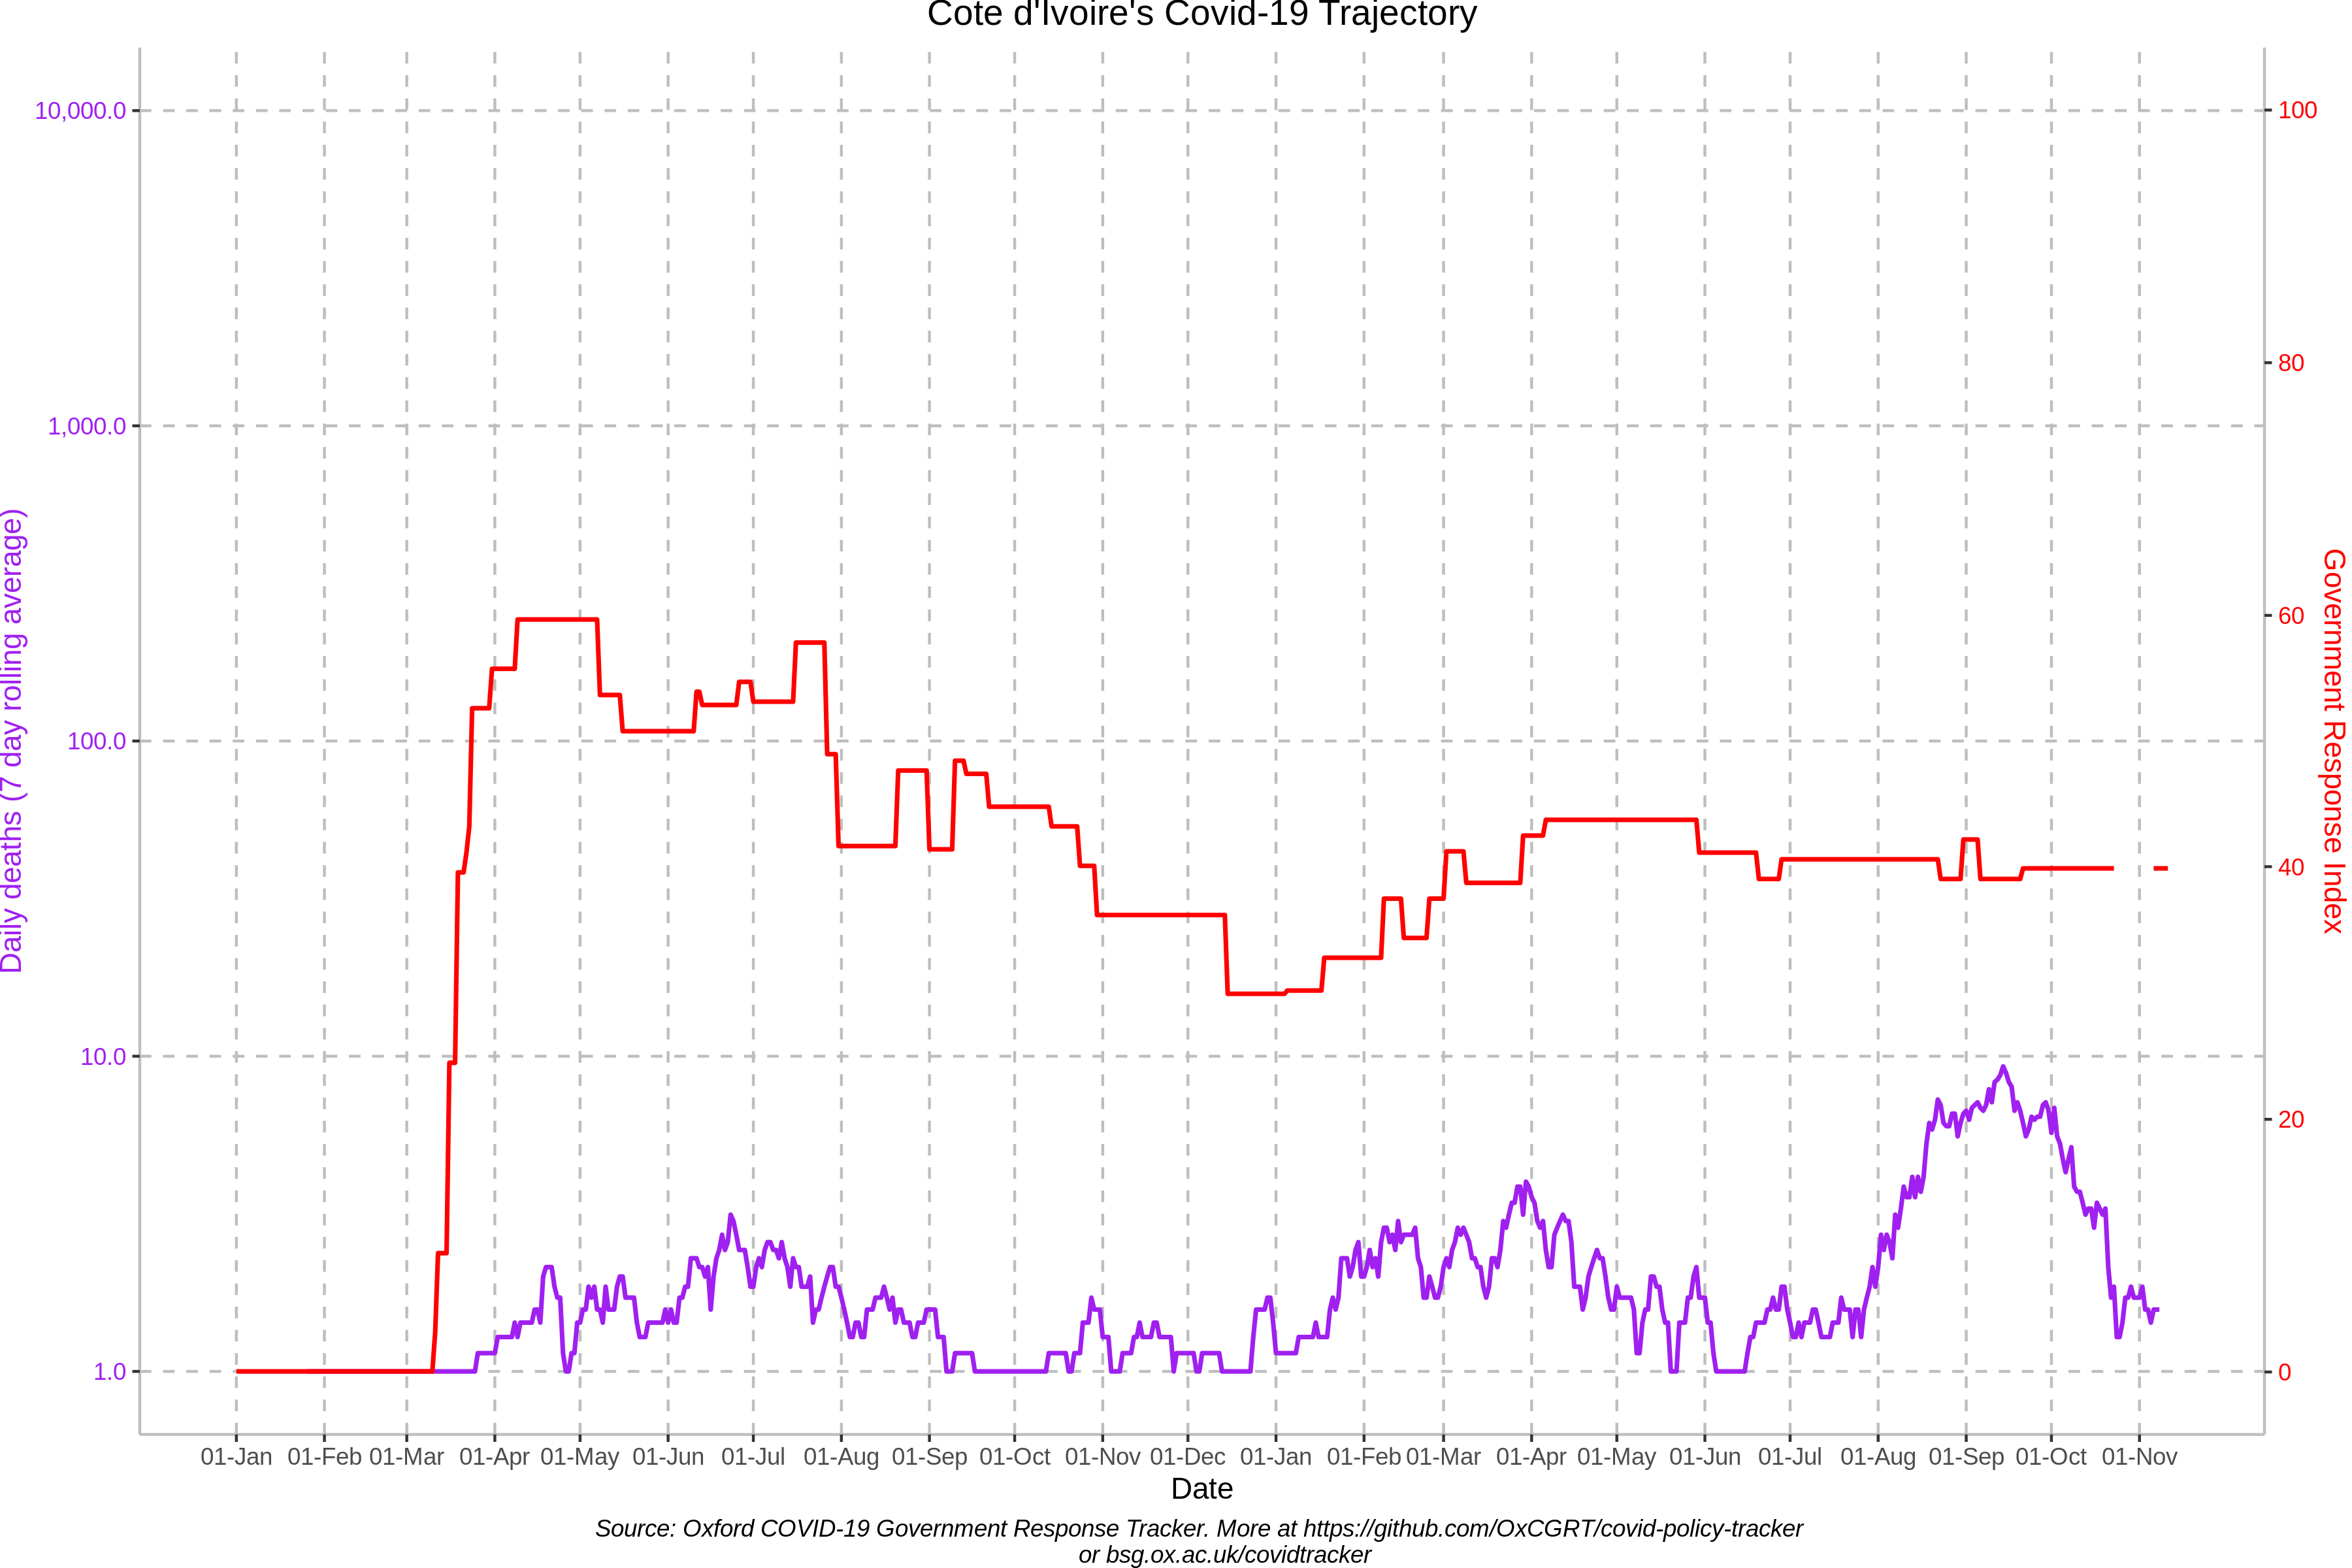 Cote d'Ivoire's Covid-19 Trajectory
10,000.0
1,000.0
100.0
10.0
1.0
Daily deaths (7 day rolling average)
100
80
60
40
20
0
Government Response Index
01-Jan 01-Feb 01-Mar 01-Apr 01-May 01-Jun 01-Jul 01-Aug 01-Sep 01-Oct 01-Nov 01-Dec 01-Jan 01-Feb 01-Mar 01-Apr 01-May 01-Jun 01-Jul 01-Aug 01-Sep 01-Oct 01-Nov
Date
Source: Oxford COVID-19 Government Response Tracker. More at https://github.com/OxCGRT/covid-policy-tracker
or bsg.ox.ac.uk/covidtracker